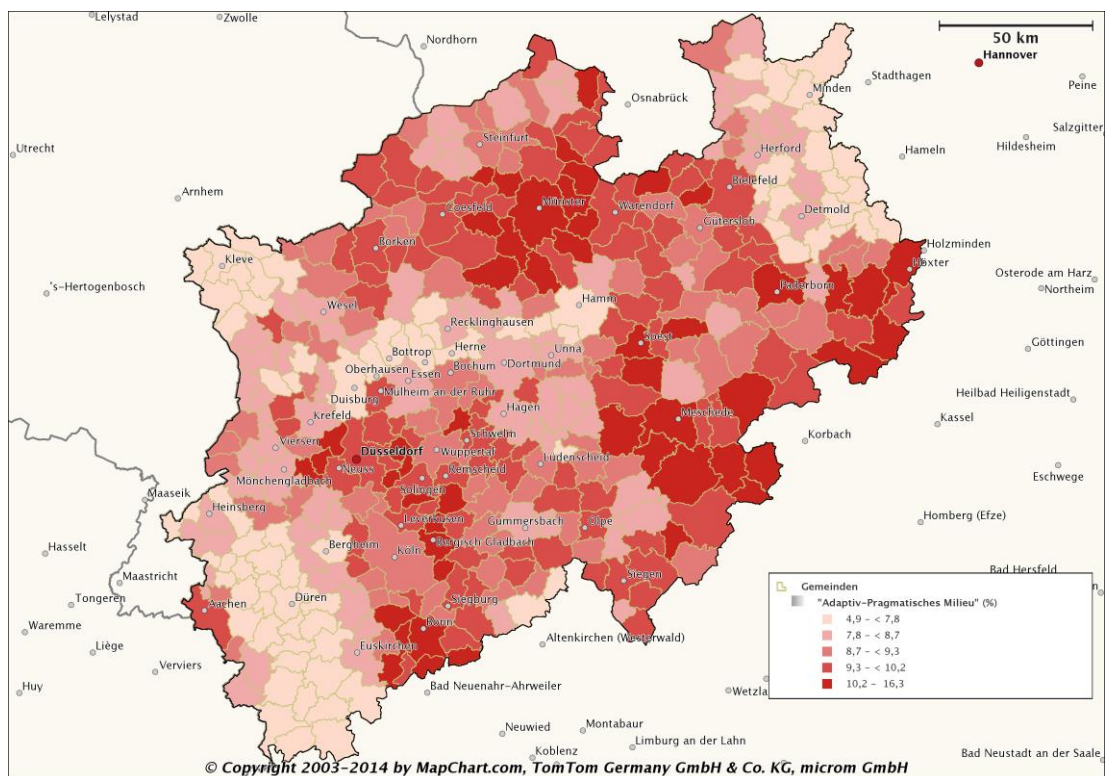 Lelystad
Zwolle
Nordhorn
50 km
Hannover
Stadthagen
Peine
Minden
Osnabrück
Salzgitter
Utrecht
Steinfurt
Herford
Hameln
Hildesheim
Arnhem
Bielefeld
Coesfeld
Münster
Warendorf
Detmold
Gütersloh
Borken
Holzminden
Kleve
Höxter
Osterode am Harz
's-Hertogenbosch
Paderborn
Northeim
Hamm
Wesel
Recklinghausen
Soest
Bottrop
Herne
Unna
Göttingen
Oberhausen
Bochum
Dortmund
Essen
Duisburg
Mülheim an der Ruhr
Heilbad Heiligenstadt
Krefeld
Hagen
Meschede
Kassel
Viersen
Schwelm
Korbach
Düsseldorf
Wuppertal
Neuss
Remscheid
Lüdenscheid
Mönchengladbach
Solingen
Eschwege
Maaseik
Heinsberg
Leverkusen
Gummersbach
Olpe
Homberg (Efze)
Bergheim
Köln
Bergisch Gladbach
Hasselt
Maastricht
Siegen
Bad Hersfeld
Tongeren
Aachen
Düren
Siegburg
Waremme
Bonn
Altenkirchen (Westerwald)
Liège
Euskirchen
Verviers
Huy
Bad Neuenahr-Ahrweiler
Wetzla
Neuwied
Montabaur
Limburg an der Lahn
Koblenz
Bad Neustadt an der Saale
Gemeinden
"Adaptiv-Pragmatisches Milieu" (%)
4,9 - < 7,8
7,8 - < 8,7
8,7 - < 9,3
9,3 - < 10,2
10,2 - 16,3
© Copyright 2003-2014 by MapChart.com, TomTom Germany GmbH & Co. KG, microm GmbH